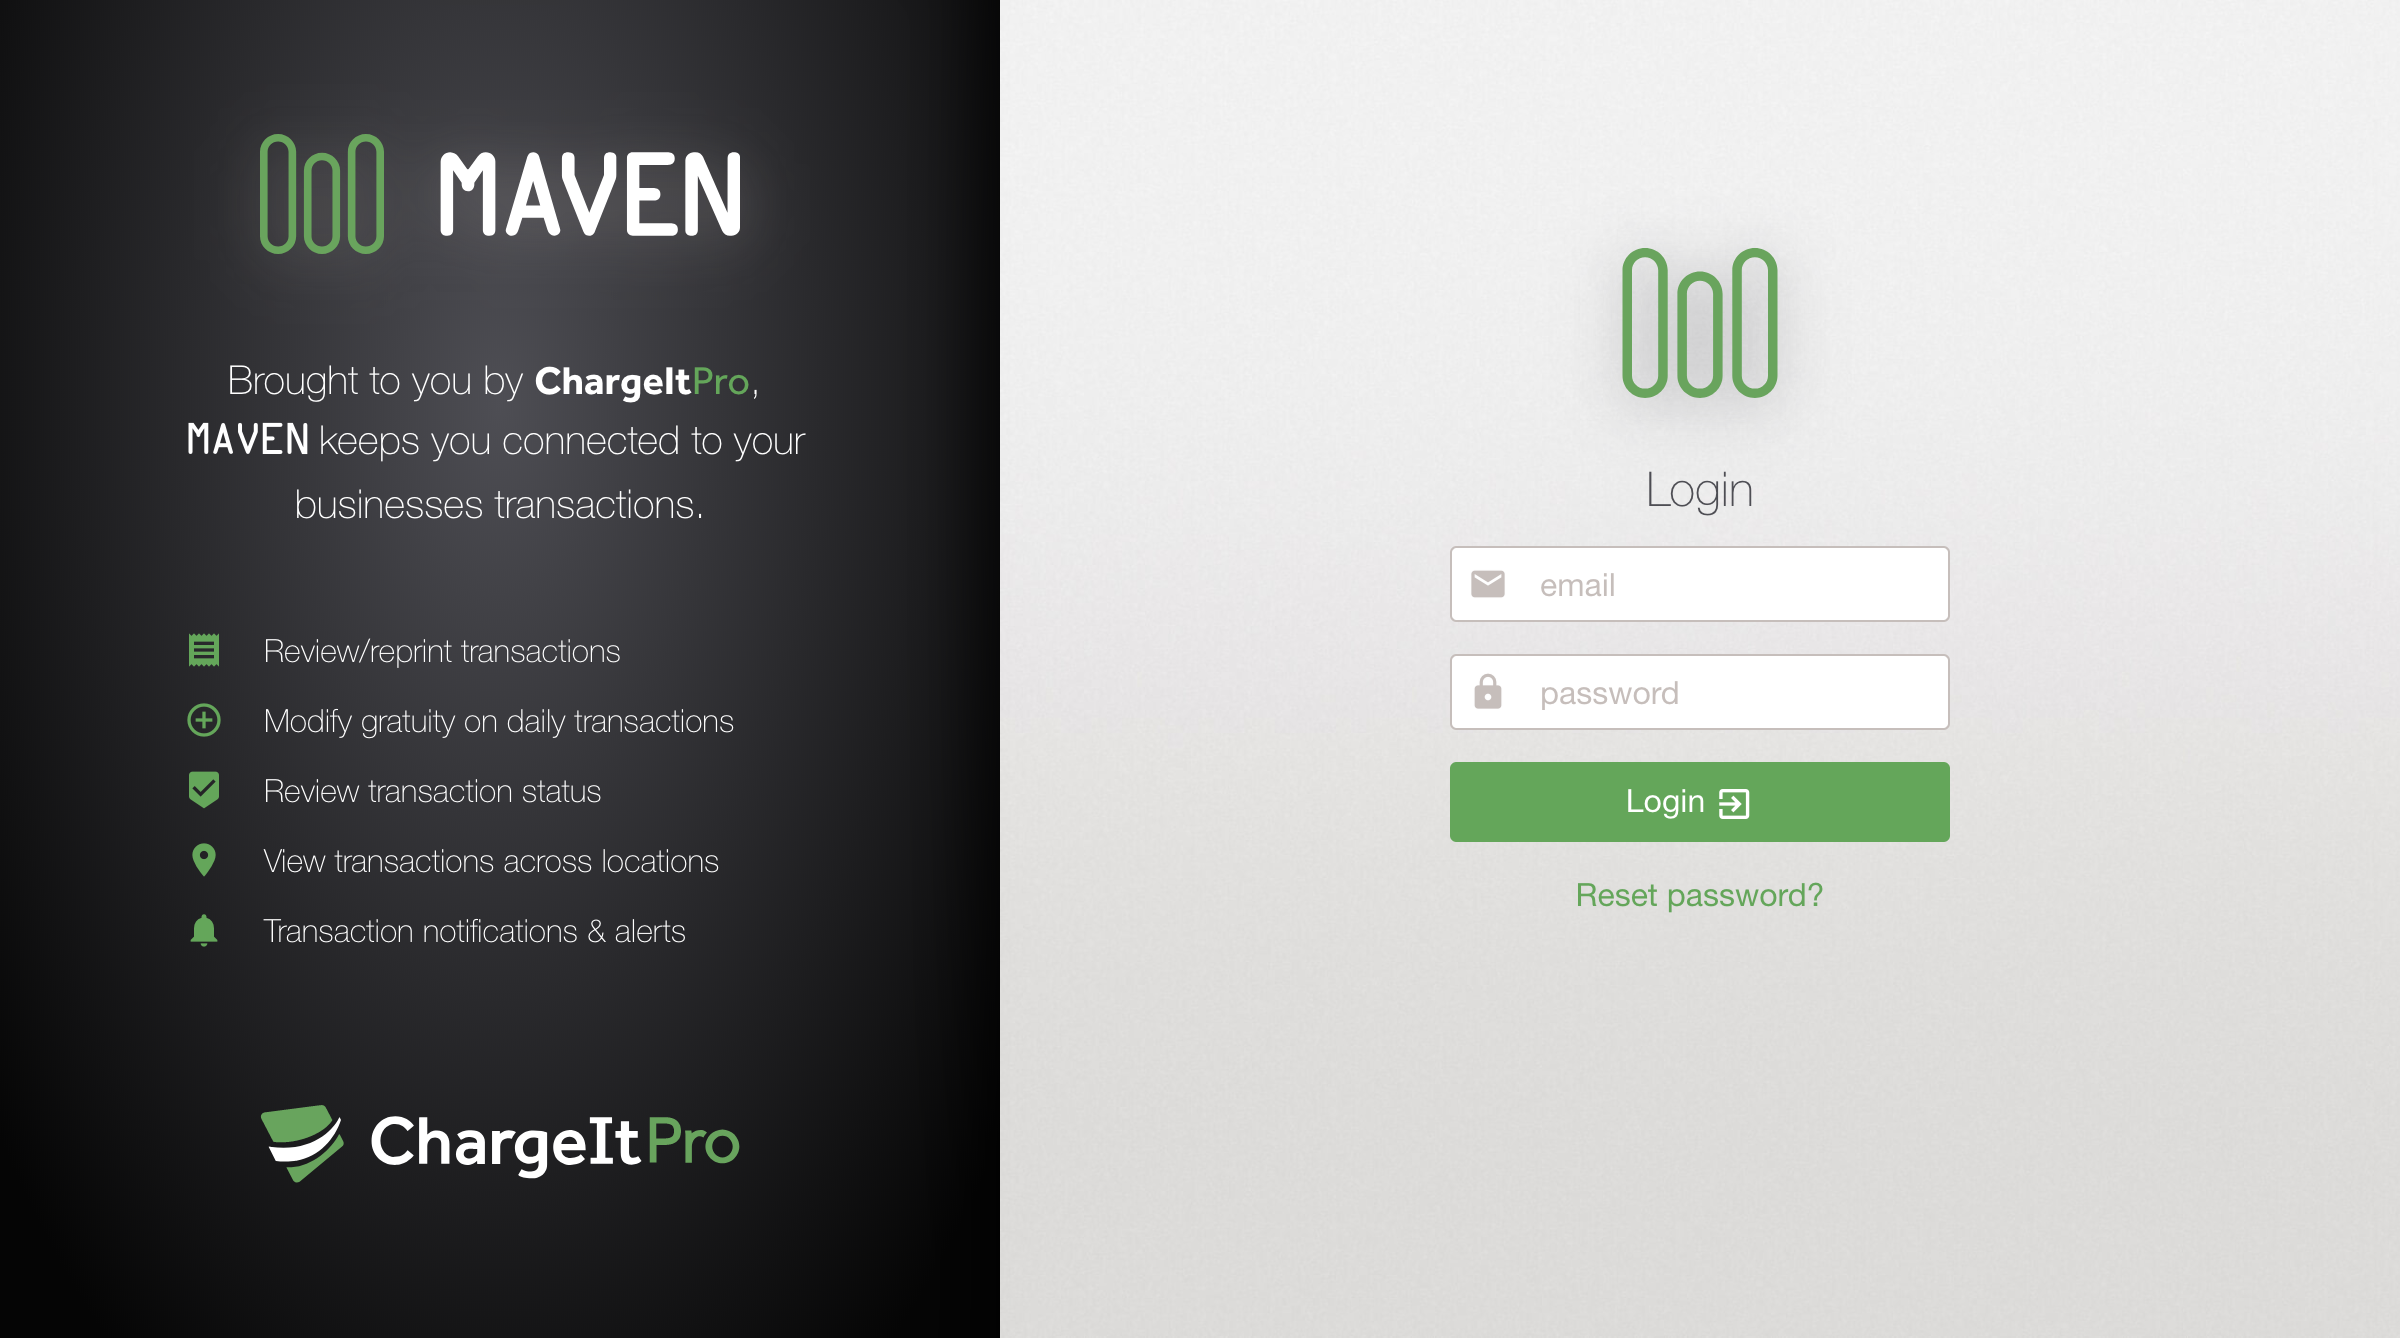 MAVEN
Brought to you by ChargeItPro,
MAVEN keeps you connected to your
businesses transactions.
Review/reprint transactions
Modify gratuity on daily transactions
Review transaction status
View transactions across locations
Transaction notifications & alerts
ChargeItPro
Login
email
password
Login
Reset password?